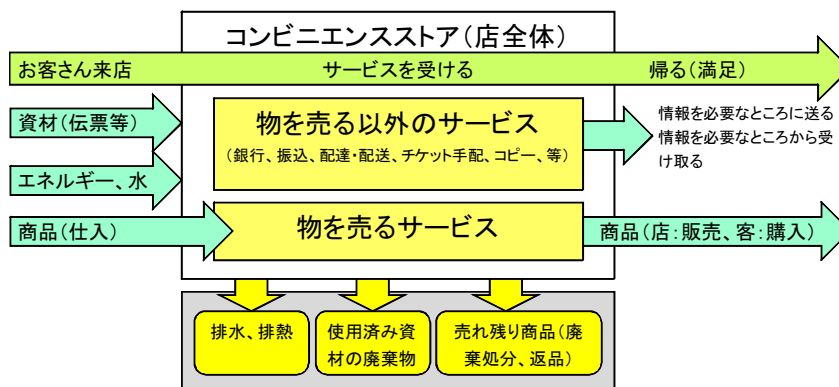 コンビニエンスストア(店全体)
お客さん来店
サービスを受ける
帰る(満足)
資材(伝票等)
物を売る以外のサービス
(銀行、振込、配達・配送、チケット手配、コピー、等)
情報を必要なところに送る
情報を必要なところから受
け取る
エネルギー、水
商品(仕入)
物を売るサービス
商品(店:販売、客:購入)
排水、排熱
使用済み資
材の廃棄物
売れ残り商品(廃
棄処分、返品)